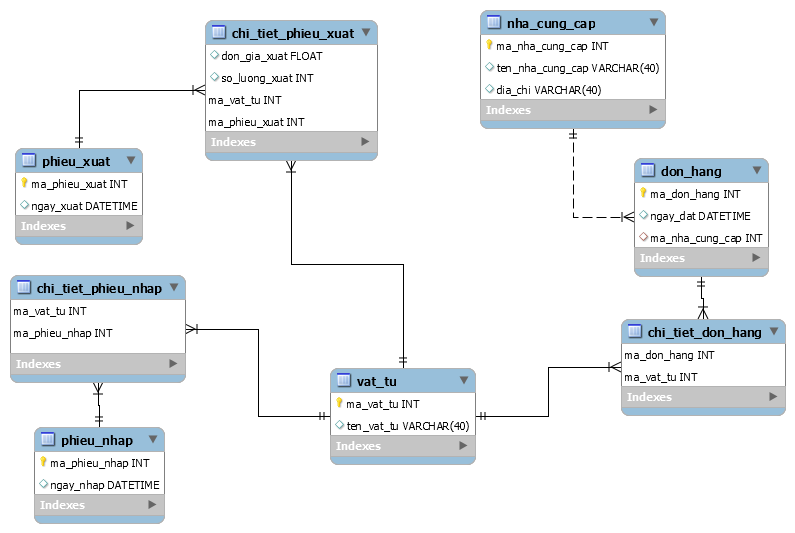 chi_tiet_phieu_xuat
don_gia_xuat FLOAT
so_luong_xuat INT
ma_vat_tu INT
ma_phieu_xuat INT
Indexes
nha_cung_cap
ma_nha_cung_cap INT
ten_nha_cung_cap VARCHAR(40)
dia_chi VARCHAR(40)
Indexes
phieu_xuat
ma_phieu_xuat INT
ngay_xuat DATETIME
Indexes
don_hang
ma_don_hang INT
ngay_dat DATETIME
ma_nha_cung_cap INT
Indexes
chi_tiet_phieu_nhap
ma_vat_tu INT
ma_phieu_nhap INT
Indexes
chi_tiet_don_hang
ma_don_hang INT
ma_vat_tu INT
Indexes
vat_tu
ma_vat_tu INT
ten_vat_tu VARCHAR(40)
Indexes
phieu_nhap
ma_phieu_nhap INT
ngay_nhap DATETIME
Indexes